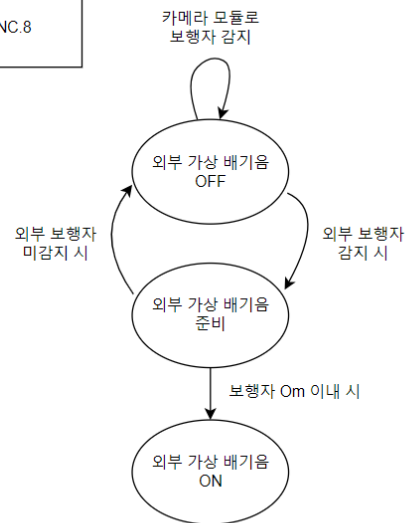 NC.8
카메라 모듈로
보행자 감지
외부 가상 배기음
OFF
외부 보행자
미감지 시
외부 보행자
감지 시
외부 가상 배기음
준비
보행자 Om 이내 시
외부 가상 배기음
ON